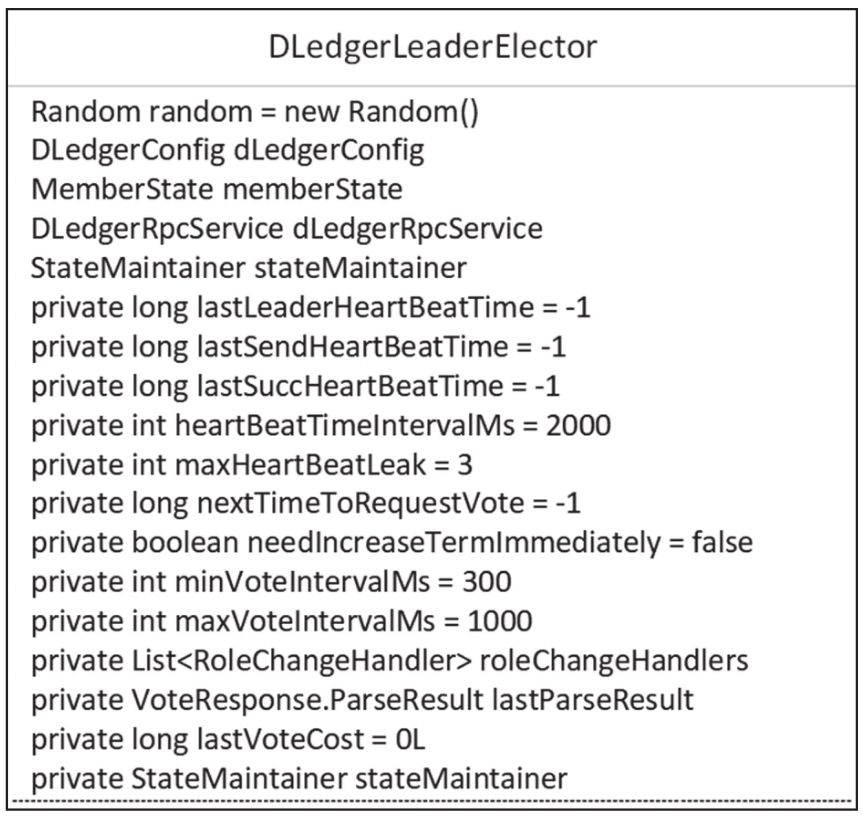 DLedgerLeaderElector
Random random = new Random()
DLedgerConfig dLedgerConfig
MemberState memberState
DLedgerRpcService dLedgerRpcService
StateMaintainer stateMaintainer
private long lastLeaderHeartBeatTime = -1
private long lastSendHeartBeatTime = -1
private long lastSuccHeartBeatTime = -1
private int heartBeatTimeIntervalMs = 2000
private int maxHeartBeatLeak = 3
private long nextTimeToRequestVote = -1
private boolean needIncreaseTermImmediately = false
private int minVoteIntervalMs = 300
private int maxVoteIntervalMs = 1000
private List<RoleChangeHandler> roleChangeHandlers
private VoteResponse.ParseResult lastParseResult
private long lastVoteCost = 0L
private StateMaintainer stateMaintainer